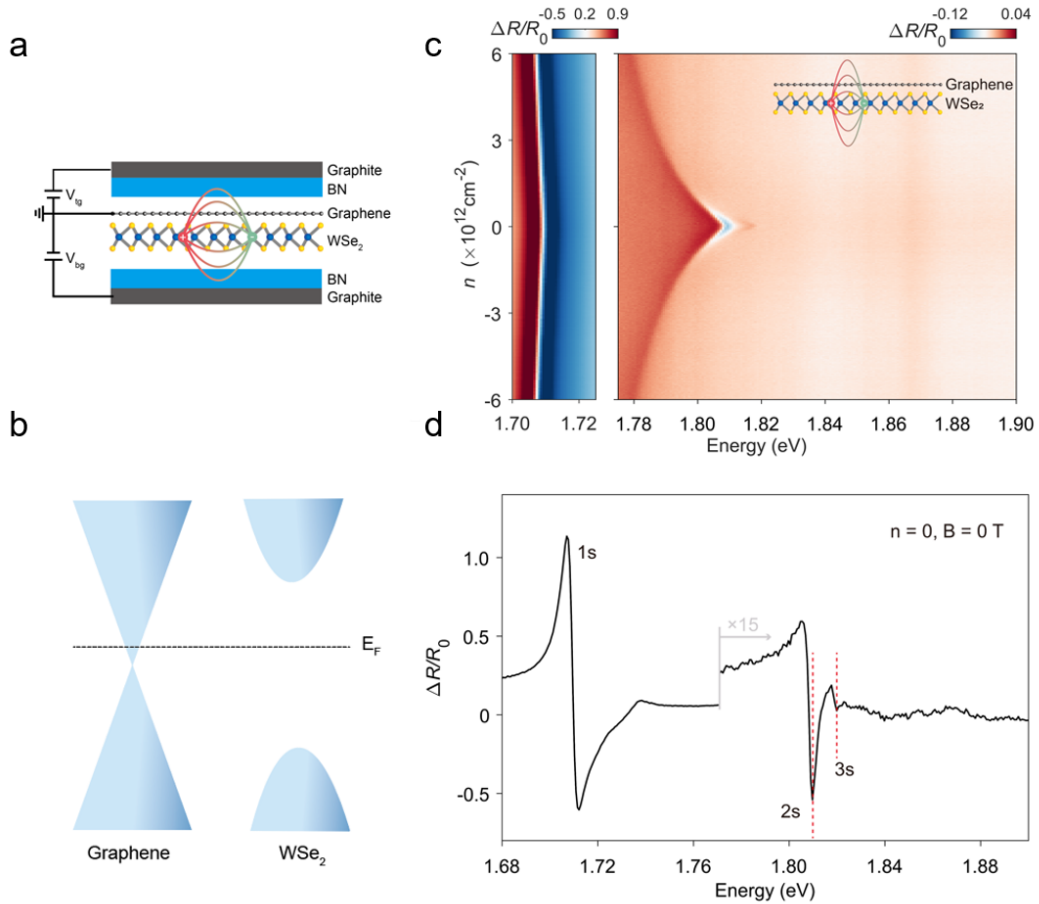 a
Graphite
BN
Graphene
WSe₂
BN
Graphite
Vtg
Vbg
b
EF
Graphene
WSe₂
c
-0.5 0.2 0.9
ΔR/R₀
-0.12 0.04
ΔR/R₀
Graphene
WSe₂
6
3
0
-3
-6
n (×10¹²cm⁻²)
1.70 1.72 1.78 1.80 1.82 1.84 1.86 1.88 1.90
Energy (eV)
d
n = 0, B = 0 T
1s
×15
2s
3s
1.0
0.5
0
-0.5
ΔR/R₀
1.68 1.72 1.76 1.80 1.84 1.88
Energy (eV)